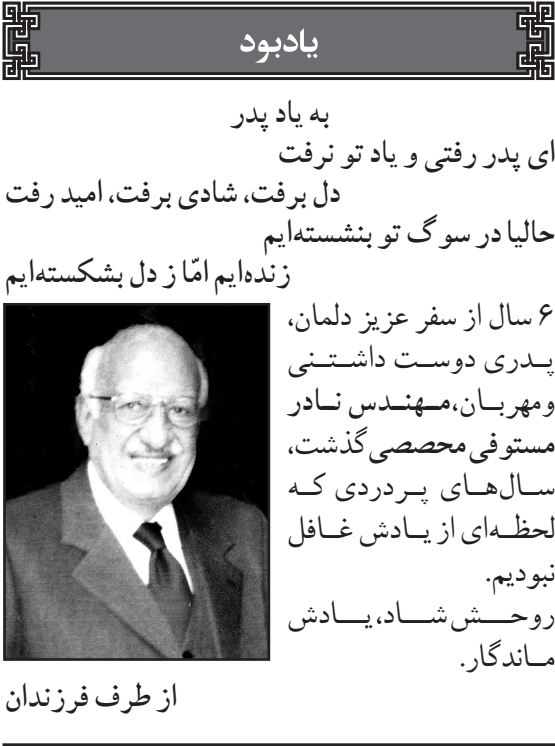 یادبود
به یاد پدر
ای پدر رفتی و یاد تو نرفت
دل برفت، شادی برفت، امید رفت
حالیا در سوگ تو بنشسته‌ایم
زنده‌ایم امّا ز دل بشکسته‌ایم
۶ سال از سفر عزیز دلمان،
پدری دوست داشتنی
ومهربان،مهندس نادر
مستوفی محصصی گذشت،
سال‌های پردردی که
لحظه‌ای از یادش غافل
نبودیم.
روحش شاد، یادش
ماندگار.
از طرف فرزندان